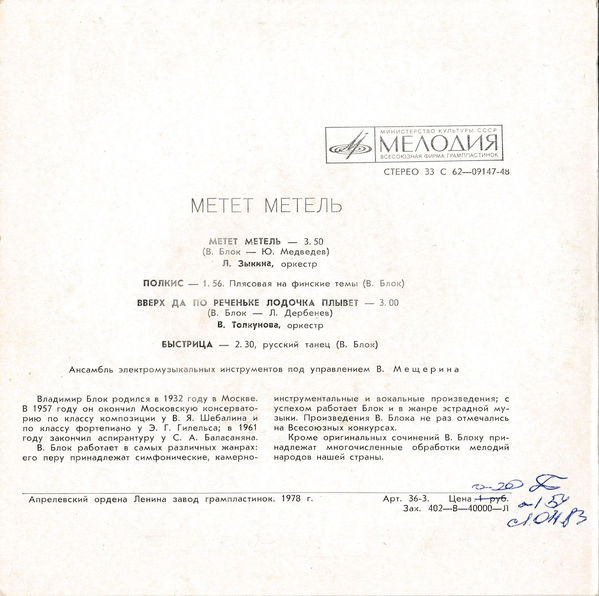 МИНИСТЕРСТВО КУЛЬТУРЫ СССР
МЕЛОДИЯ
ВСЕСОЮЗНАЯ ФИРМА ГРАМПЛАСТИНОК
СТЕРЕО 33 С 62—09147-48
МЕТЕТ МЕТЕЛЬ
МЕТЕТ МЕТЕЛЬ — 3.50
(В. Блок — Ю. Медведев)
Л. Зыкина, оркестр
ПОЛКИС — 1.56. Плясовая на финские темы (В. Блок)
ВВЕРХ ДА ПО РЕЧЕНЬКЕ ЛОДОЧКА ПЛЫВЕТ — 3.00
(В. Блок — Л. Дербенев)
В. Толкунова, оркестр
БЫСТРИЦА — 2.30, русский танец (В. Блок)
Ансамбль электромузыкальных инструментов под управлением В. Мещерина
Владимир Блок родился в 1932 году в Москве.
В 1957 году он окончил Московскую консервато-
рию по классу композиции у В. Я. Шебалина и
по классу фортепиано у Э. Г. Гилельса; в 1961
году закончил аспирантуру у С. А. Баласаняна.
В. Блок работает в самых различных жанрах:
его перу принадлежат симфонические, камерно-
инструментальные и вокальные произведения; с
успехом работает Блок и в жанре эстрадной му-
зыки. Произведения В. Блока не раз отмечались
на Всесоюзных конкурсах.
Кроме оригинальных сочинений В. Блоку при-
надлежат многочисленные обработки мелодий
народов нашей страны.
Апрелевский ордена Ленина завод грампластинок. 1978 г.
Арт. 36-3. Цена 1 руб.
Зак. 402—В—40000—Л